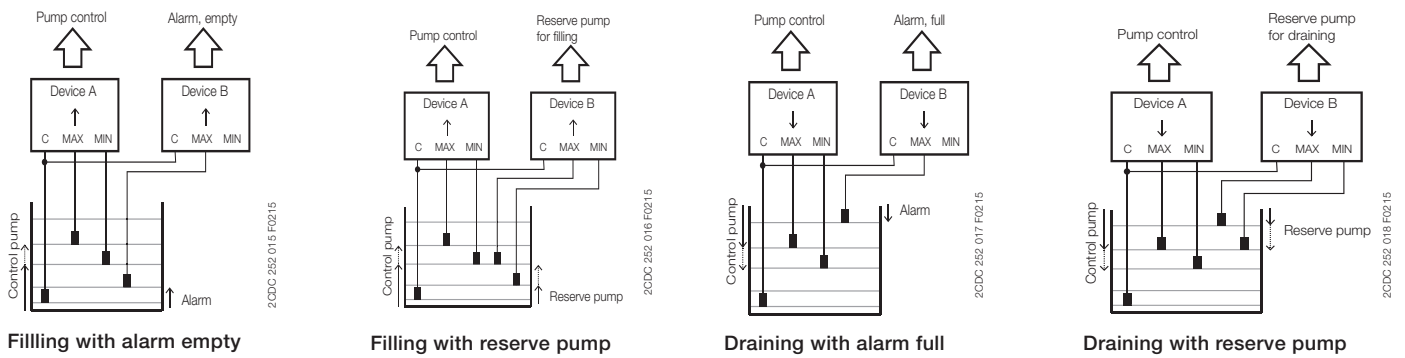 Pump control
Alarm, empty
Device A
C MAX MIN
Device B
C MAX MIN
Control pump
Alarm
2CDC 252 015 F0215
Fillling with alarm empty
Pump control
Reserve pump
for filling
Device A
C MAX MIN
Device B
C MAX MIN
Control pump
Reserve pump
2CDC 252 016 F0215
Filling with reserve pump
Pump control
Alarm, full
Device A
C MAX MIN
Device B
C MAX MIN
Control pump
Alarm
2CDC 252 017 F0215
Draining with alarm full
Pump control
Reserve pump
for draining
Device A
C MAX MIN
Device B
C MAX MIN
Control pump
Reserve pump
2CDC 252 018 F0215
Draining with reserve pump